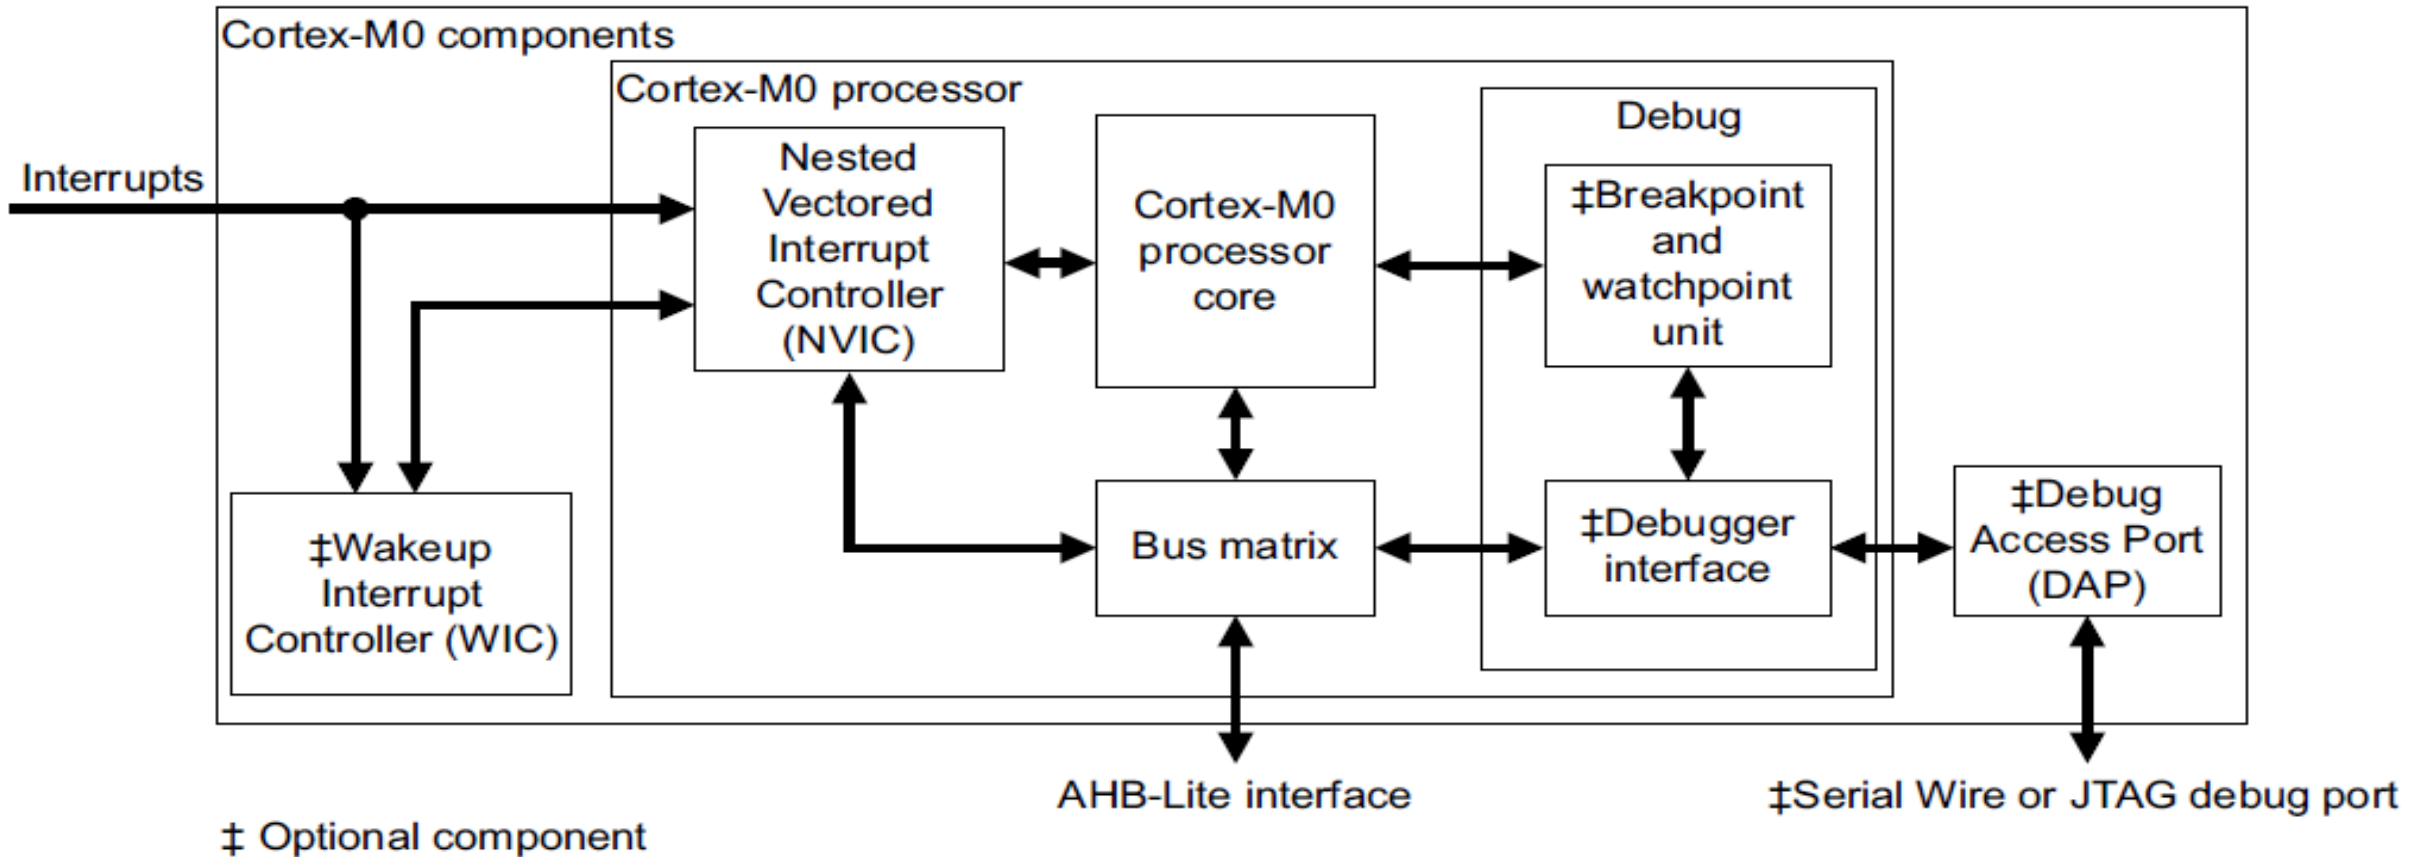 Cortex-M0 components
Cortex-M0 processor
Interrupts
Nested
Vectored
Interrupt
Controller
(NVIC)
Cortex-M0
processor
core
Debug
‡Breakpoint
and
watchpoint
unit
‡Wakeup
Interrupt
Controller (WIC)
Bus matrix
‡Debugger
interface
‡Debug
Access Port
(DAP)
AHB-Lite interface
‡Serial Wire or JTAG debug port
‡ Optional component